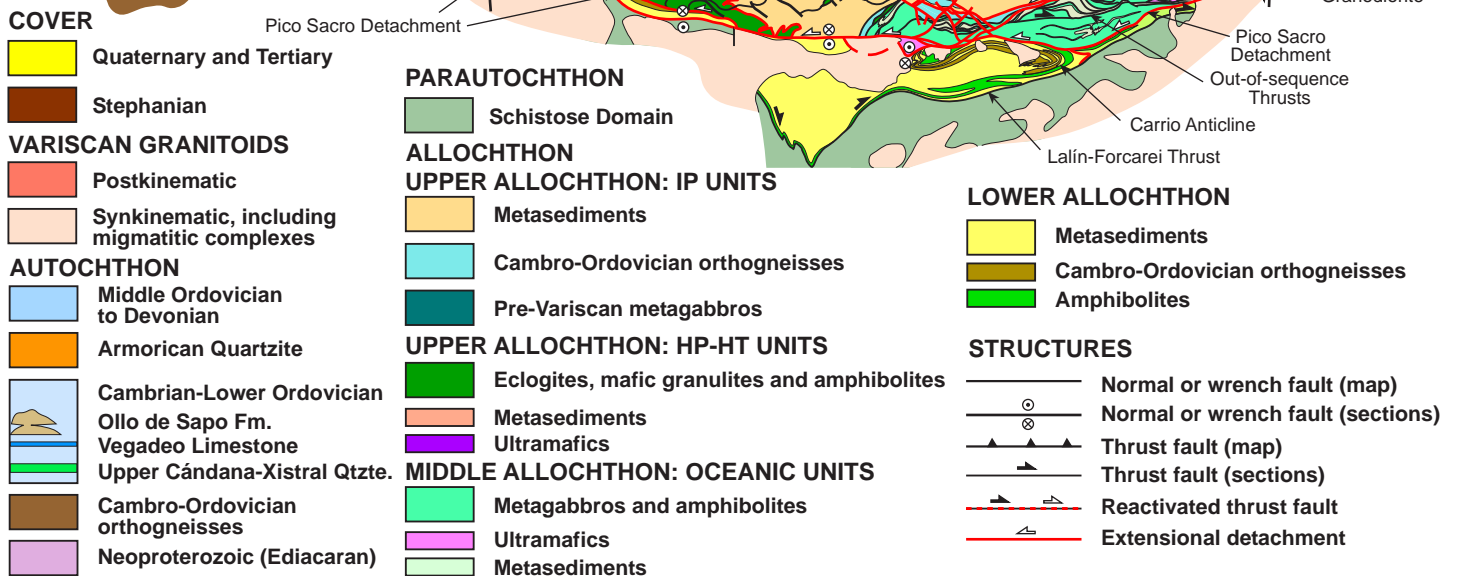 Granodiorite
Pico Sacro Detachment
Pico Sacro
Detachment
Out-of-sequence
Thrusts
Carrio Anticline
Lalín-Forcarei Thrust
COVER
Quaternary and Tertiary
Stephanian
VARISCAN GRANITOIDS
Postkinematic
Synkinematic, including
migmatitic complexes
AUTOCHTHON
Middle Ordovician
to Devonian
Armorican Quartzite
Cambrian-Lower Ordovician
Ollo de Sapo Fm.
Vegadeo Limestone
Upper Cándana-Xistral Qtzte.
Cambro-Ordovician
orthogneisses
Neoproterozoic (Ediacaran)
PARAUTOCHTHON
Schistose Domain
ALLOCHTHON
UPPER ALLOCHTHON: IP UNITS
Metasediments
Cambro-Ordovician orthogneisses
Pre-Variscan metagabbros
UPPER ALLOCHTHON: HP-HT UNITS
Eclogites, mafic granulites and amphibolites
Metasediments
Ultramafics
MIDDLE ALLOCHTHON: OCEANIC UNITS
Metagabbros and amphibolites
Ultramafics
Metasediments
LOWER ALLOCHTHON
Metasediments
Cambro-Ordovician orthogneisses
Amphibolites
STRUCTURES
Normal or wrench fault (map)
Normal or wrench fault (sections)
Thrust fault (map)
Thrust fault (sections)
Reactivated thrust fault
Extensional detachment